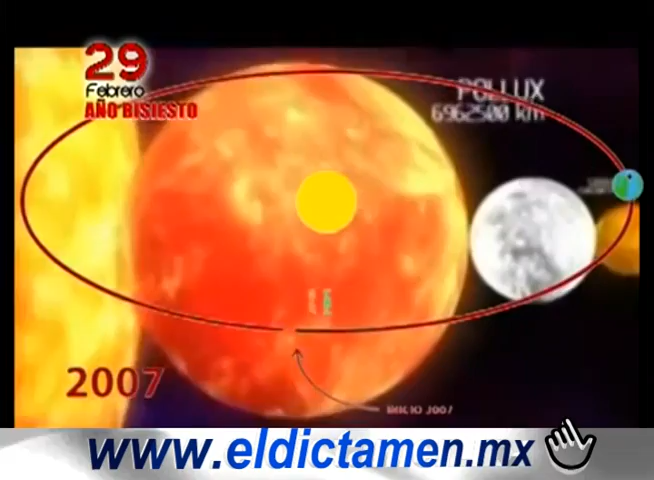 29
Febrero
AÑO BISIESTO
POLLUX
6962500 km
2007
INICIO 2007
www.eldictamen.mx